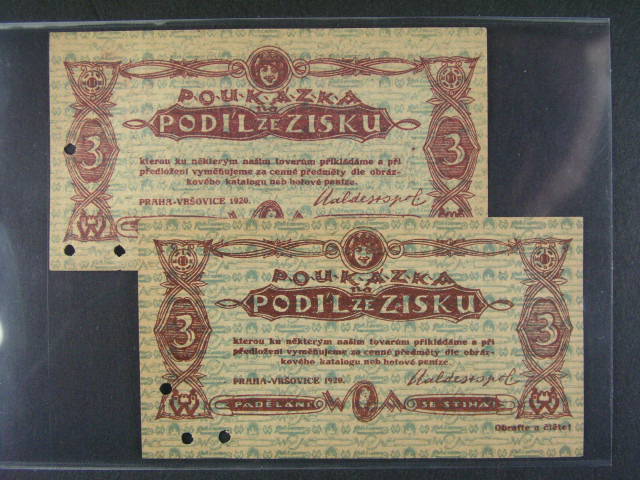 POUKÁZKA
na
PODÍL ZE ZISKU
3
3
kterou ku některým našim tovarům přikládáme a při
předložení vyměňujeme za cenné předměty dle obráz-
kového katalogu neb hotové peníze.
PRAHA-VRŠOVICE 1920.
POUKÁZKA
na
PODÍL ZE ZISKU
3
3
kterou ku některým našim tovarům přikládáme a při
předložení vyměňujeme za cenné předměty dle obráz-
kového katalogu neb hotové peníze.
PRAHA-VRŠOVICE 1920.
PADĚLÁNÍ
SE STÍHÁ!
Obraťte a čtěte!